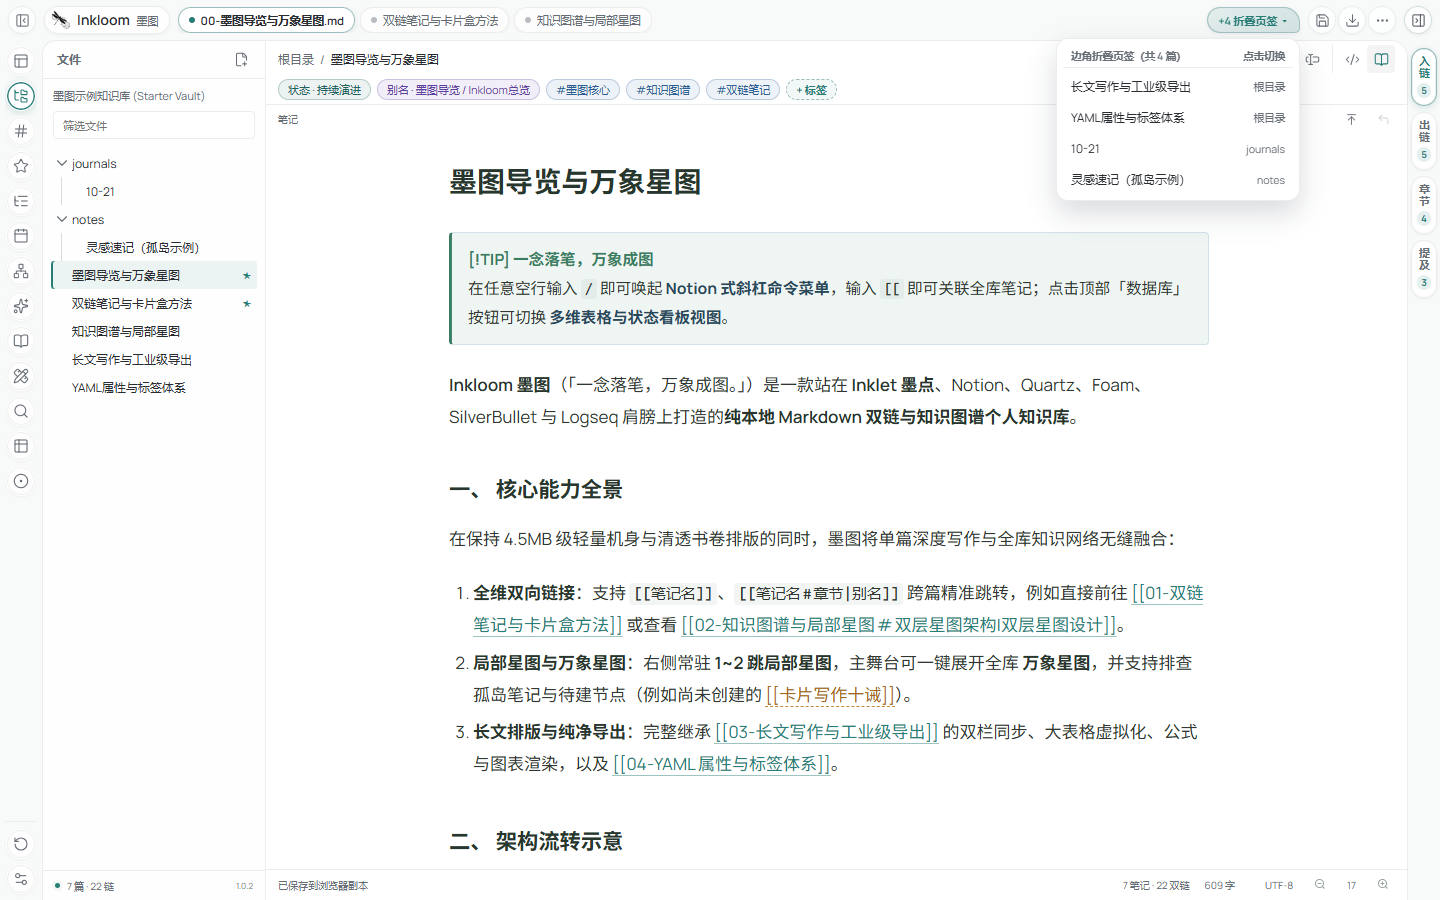 Inkloom 墨图
00-墨图导览与万象星图.md
双链笔记与卡片盒方法
知识图谱与局部星图
+4 折叠页签
文件
墨图示例知识库 (Starter Vault)
筛选文件
journals
10-21
notes
灵感速记（孤岛示例）
墨图导览与万象星图
双链笔记与卡片盒方法
知识图谱与局部星图
长文写作与工业级导出
YAML属性与标签体系
7 篇 · 22 链
1.0.2
根目录 / 墨图导览与万象星图
状态 · 持续演进
别名 · 墨图导览 / Inkloom总览
#墨图核心
#知识图谱
#双链笔记
+ 标签
笔记
边角折叠页签（共 4 篇） 点击切换
长文写作与工业级导出 根目录
YAML属性与标签体系 根目录
10-21 journals
灵感速记（孤岛示例） notes
墨图导览与万象星图
[!TIP] 一念落笔，万象成图
在任意空行输入 / 即可唤起 Notion 式斜杠命令菜单，输入 [[ 即可关联全库笔记；点击顶部「数据库」
按钮可切换 多维表格与状态看板视图。
Inkloom 墨图（「一念落笔，万象成图。」）是一款站在 Inklet 墨点、Notion、Quartz、Foam、
SilverBullet 与 Logseq 肩膀上打造的纯本地 Markdown 双链与知识图谱个人知识库。
一、 核心能力全景
在保持 4.5MB 级轻量机身与清透书卷排版的同时，墨图将单篇深度写作与全库知识网络无缝融合：
1. 全维双向链接：支持 [[笔记名]]、[[笔记名#章节|别名]] 跨篇精准跳转，例如直接前往 [[01-双链
笔记与卡片盒方法]] 或查看 [[02-知识图谱与局部星图#双层星图架构|双层星图设计]]。
2. 局部星图与万象星图：右侧常驻 1~2 跳局部星图，主舞台可一键展开全库 万象星图，并支持排查
孤岛笔记与待建节点（例如尚未创建的 [[卡片写作十诫]]）。
3. 长文排版与纯净导出：完整继承 [[03-长文写作与工业级导出]] 的双栏同步、大表格虚拟化、公式
与图表渲染，以及 [[04-YAML属性与标签体系]]。
二、 架构流转示意
已保存到浏览器副本
7 笔记 · 22 双链
609 字
UTF-8
17
入链
5
出链
5
章节
4
提及
3